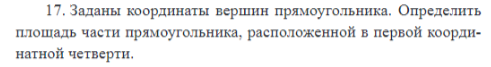 17. Заданы координаты вершин прямоугольника. Определить
площадь части прямоугольника, расположенной в первой коорди-
натной четверти.